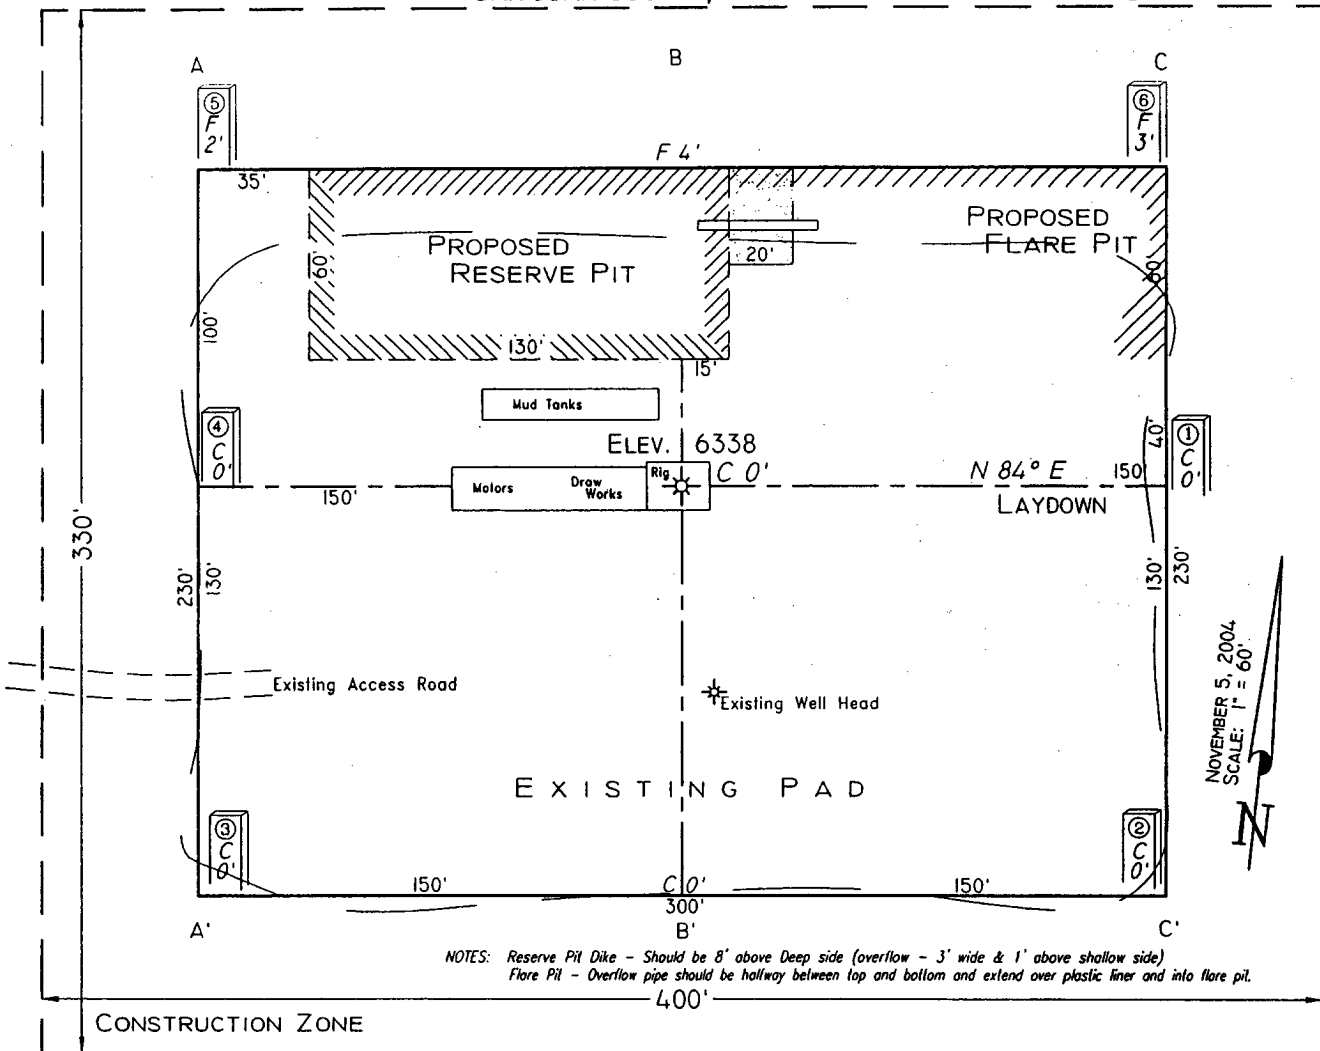 A
B
C
⑤
F
2'
⑥
F
3'
F 4'
35'
PROPOSED
RESERVE PIT
PROPOSED
FLARE PIT
60'
20'
60'
100'
130'
15'
Mud Tanks
④
C
0'
ELEV. 6338
C 0'
40'
①
C
0'
Motors
Draw
Works
Rig
150'
N 84° E
150'
LAYDOWN
330'
230'
130'
130'
230'
Existing Access Road
Existing Well Head
NOVEMBER 5, 2004
SCALE: 1" = 60'
N
EXISTING PAD
③
C
0'
②
C
0'
150'
C 0'
150'
300'
A'
B'
C'
NOTES: Reserve Pit Dike - Should be 8' above Deep side (overflow - 3' wide & 1' above shallow side)
Flare Pit - Overflow pipe should be halfway between top and bottom and extend over plastic liner and into flare pit.
400'
CONSTRUCTION ZONE